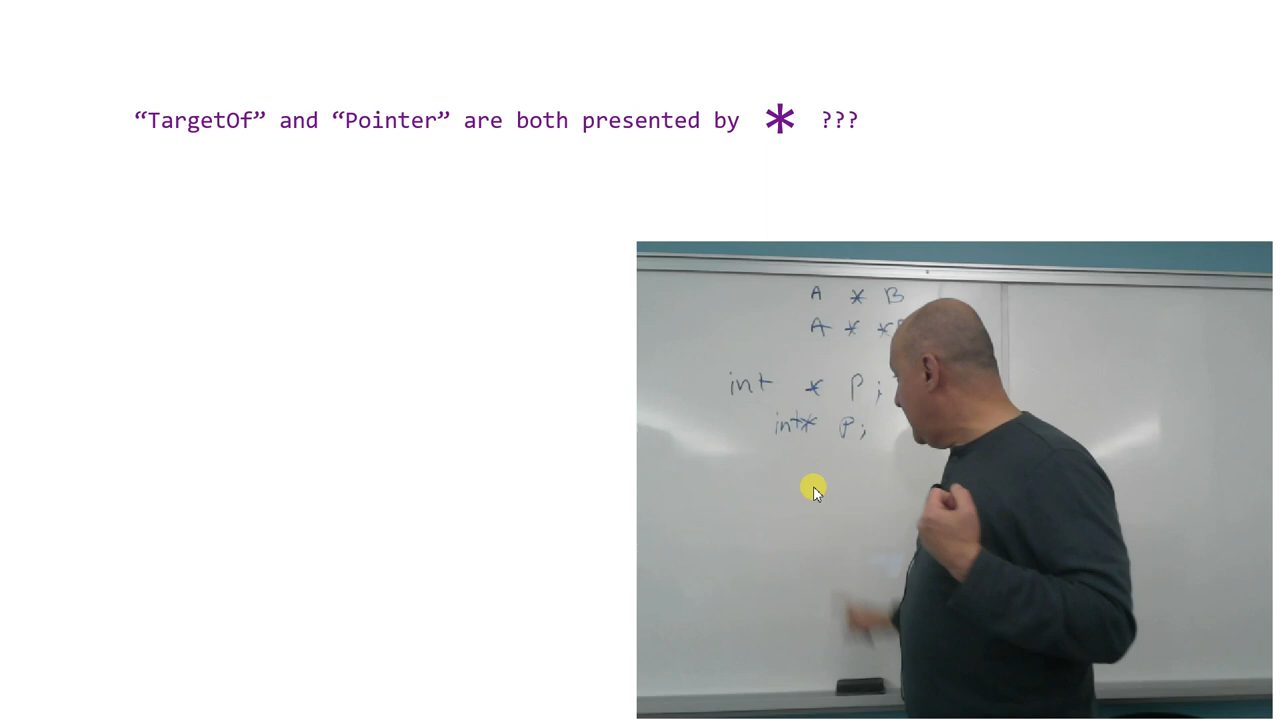 “TargetOf” and “Pointer” are both presented by * ???
A * B
A * *
int * P;
int* P;